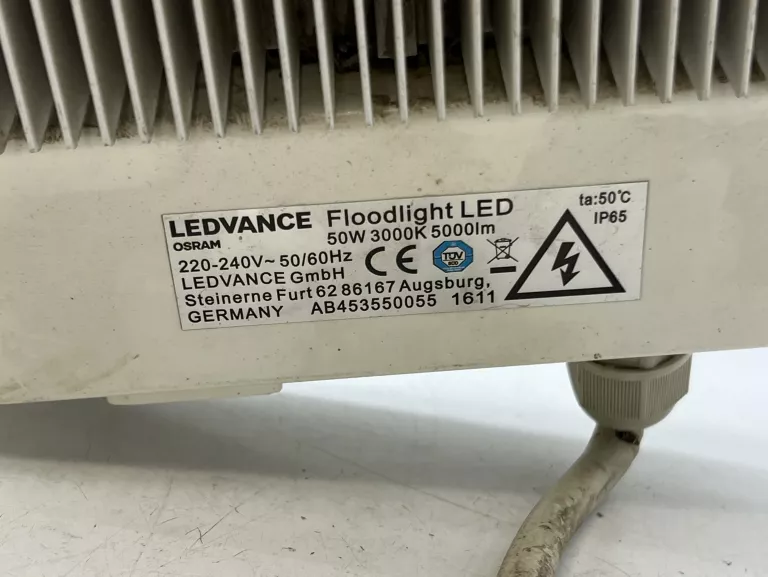 LEDVANCE Floodlight LED
OSRAM
50W 3000K 5000lm
ta:50°C
IP65
220-240V~ 50/60Hz
CE
TÜV
SÜD
LEDVANCE GmbH
Steinerne Furt 62 86167 Augsburg,
GERMANY AB453550055 1611